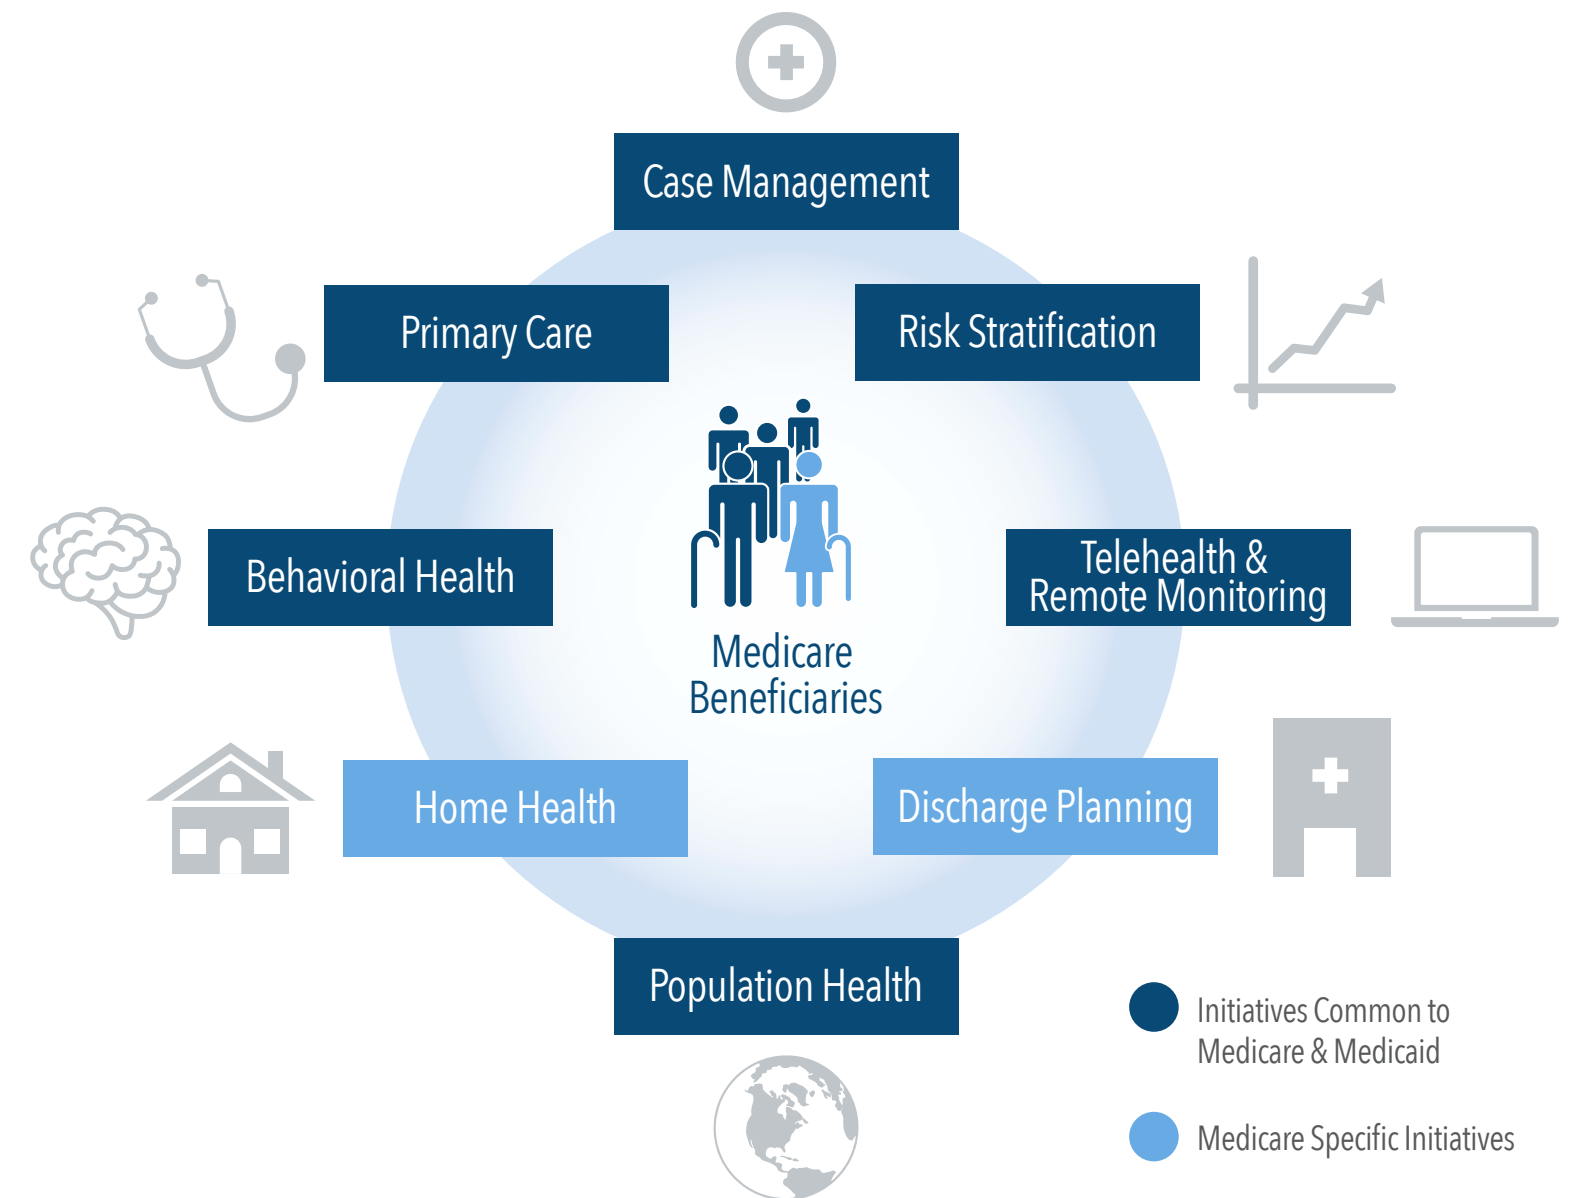 Case Management
Primary Care
Risk Stratification
Behavioral Health
Telehealth &
Remote Monitoring
Medicare
Beneficiaries
Home Health
Discharge Planning
Population Health
Initiatives Common to
Medicare & Medicaid
Medicare Specific Initiatives